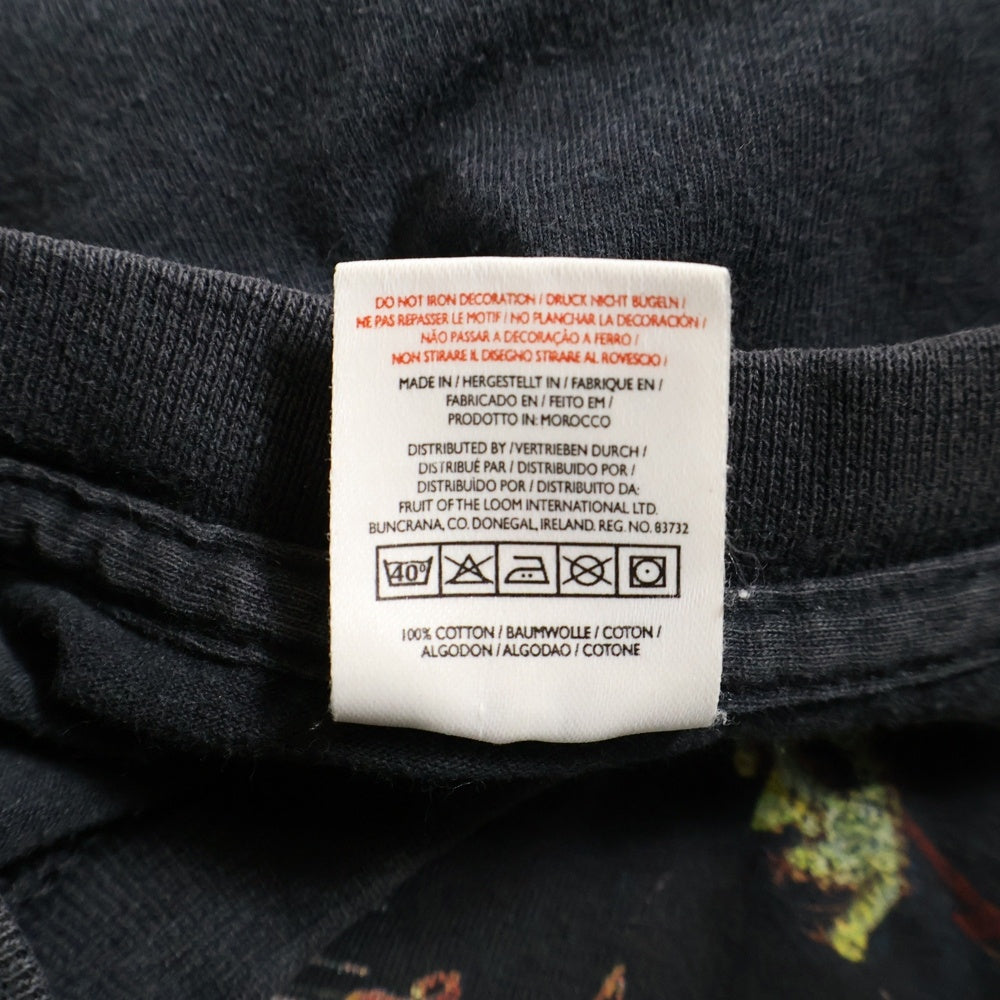 DO NOT IRON DECORATION / DRUCK NICHT BUGELN /
NE PAS REPASSER LE MOTIF / NO PLANCHAR LA DECORACIÓN /
NÃO PASSAR A DECORAÇÃO A FERRO /
NON STIRARE IL DISEGNO STIRARE AL ROVESCIO /
MADE IN / HERGESTELLT IN / FABRIQUE EN /
FABRICADO EN / FEITO EM /
PRODOTTO IN: MOROCCO
DISTRIBUTED BY /VERTRIEBEN DURCH /
DISTRIBUÉ PAR / DISTRIBUIDO POR /
DISTRIBUÍDO POR / DISTRIBUITO DA:
FRUIT OF THE LOOM INTERNATIONAL LTD.
BUNCRANA, CO. DONEGAL, IRELAND. REG. NO. 83732
40°
100% COTTON / BAUMWOLLE / COTON /
ALGODON / ALGODAO / COTONE